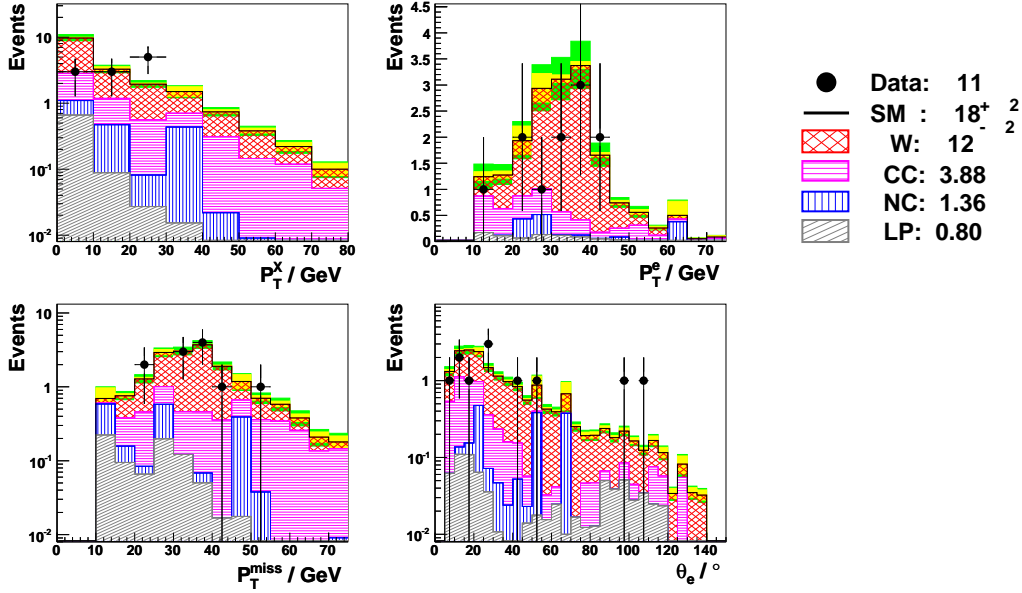 Events
10
1
10⁻¹
10⁻²
0 10 20 30 40 50 60 70 80
P_T^X / GeV
Events
4.5
4
3.5
3
2.5
2
1.5
1
0.5
0
0 10 20 30 40 50 60 70
P_T^e / GeV
Data: 11
SM : 18 + 2 - 2
W: 12
CC: 3.88
NC: 1.36
LP: 0.80
Events
10
1
10⁻¹
10⁻²
0 10 20 30 40 50 60 70
P_T^miss / GeV
Events
10
1
10⁻¹
10⁻²
0 20 40 60 80 100 120 140
θ_e / °